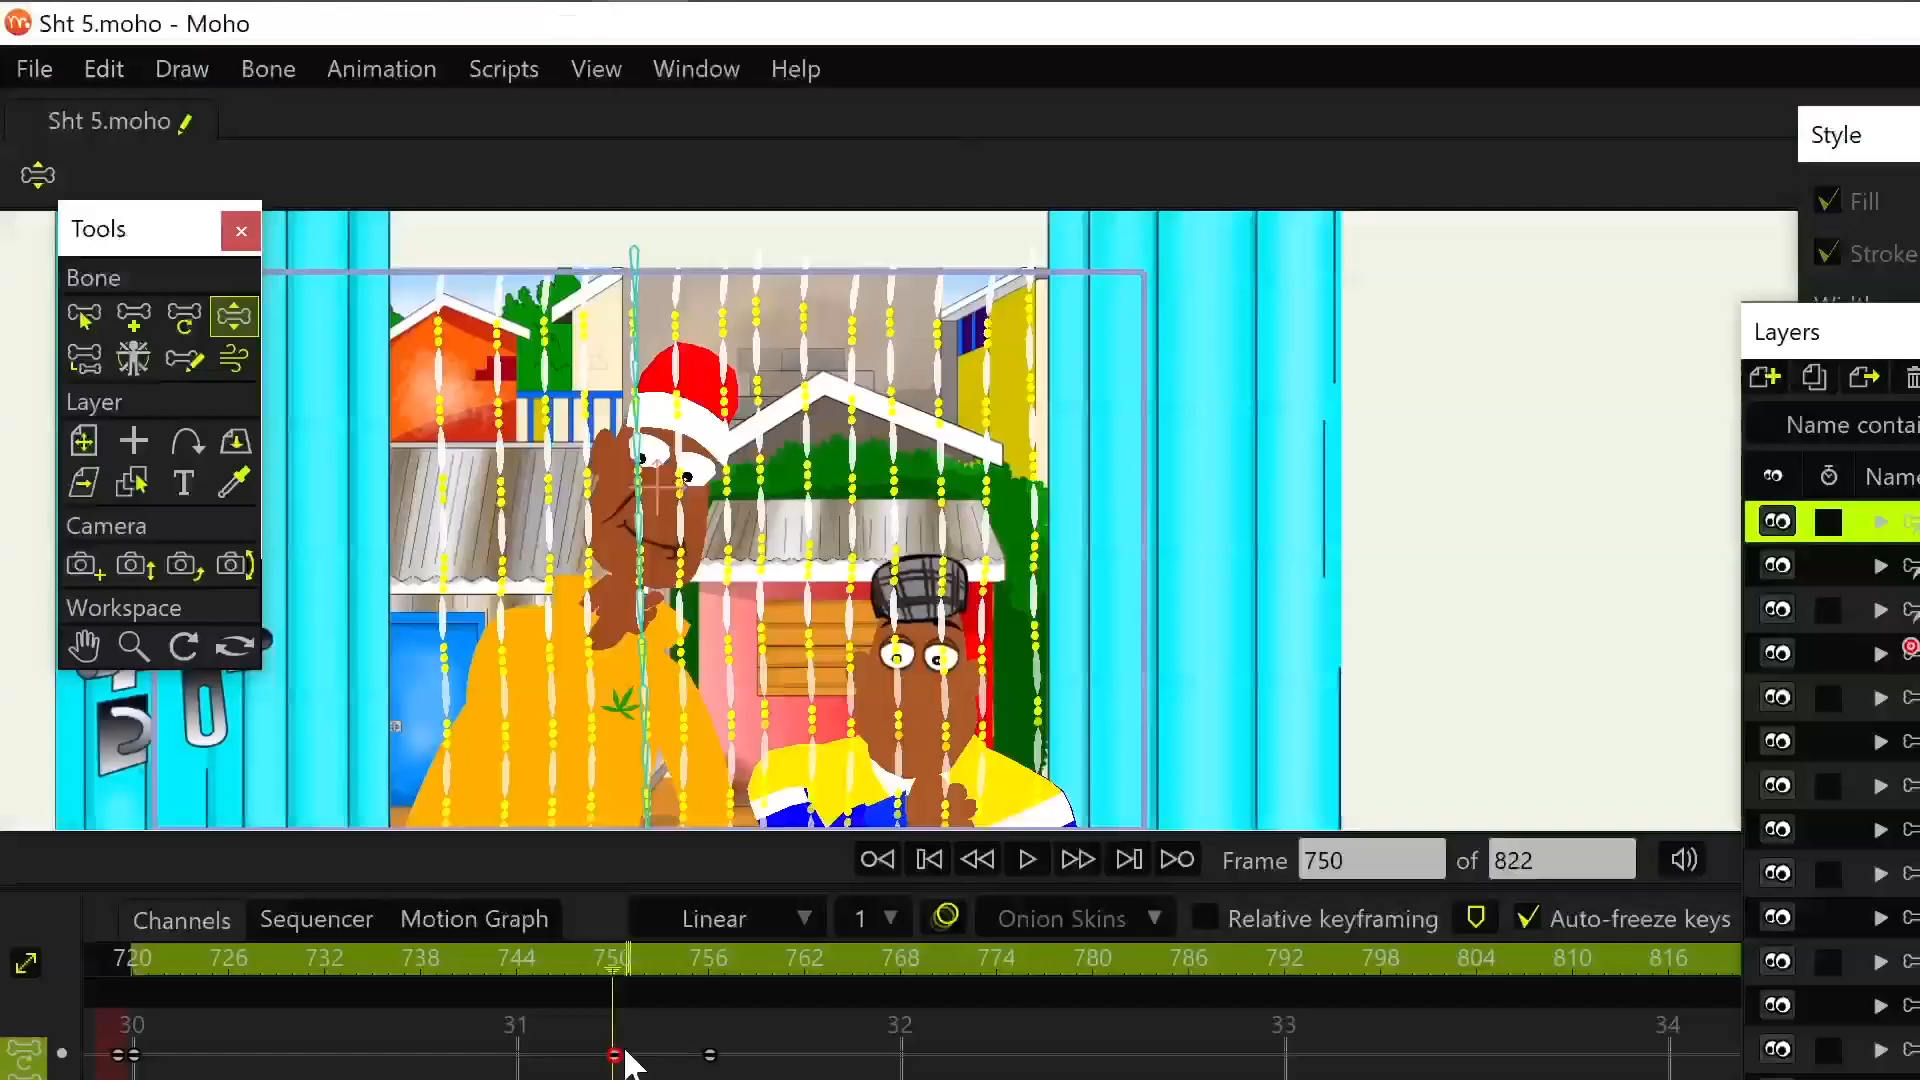 Sht 5.moho - Moho
File Edit Draw Bone Animation Scripts View Window Help
Sht 5.moho
Style
Fill
Stroke
Tools
Bone
Layer
T
Camera
Workspace
Layers
Name contai
Name
Frame 750 of 822
Channels Sequencer Motion Graph Linear 1 Onion Skins Relative keyframing Auto-freeze keys
720 726 732 738 744 750 756 762 768 774 780 786 792 798 804 810 816
30 31 32 33 34